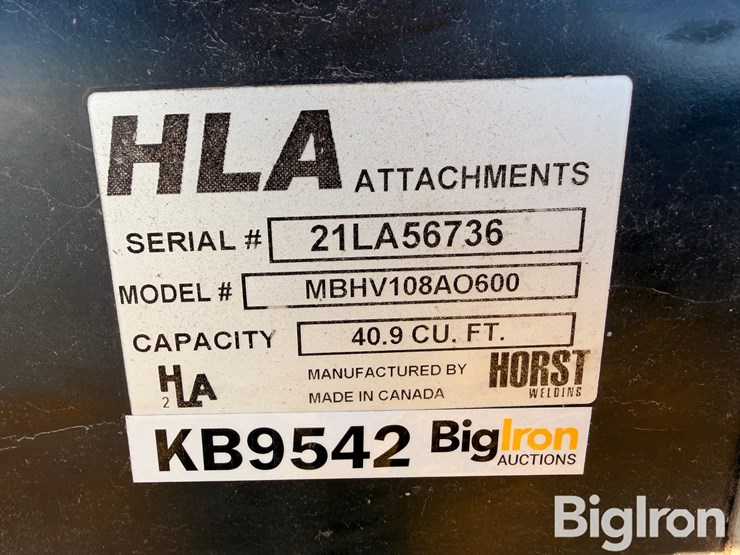 HLA ATTACHMENTS
SERIAL # 21LA56736
MODEL # MBHV108AO600
CAPACITY 40.9 CU. FT.
H2LA MANUFACTURED BY HORST
MADE IN CANADA WELDING
KB9542 BigIron
AUCTIONS
BigIron